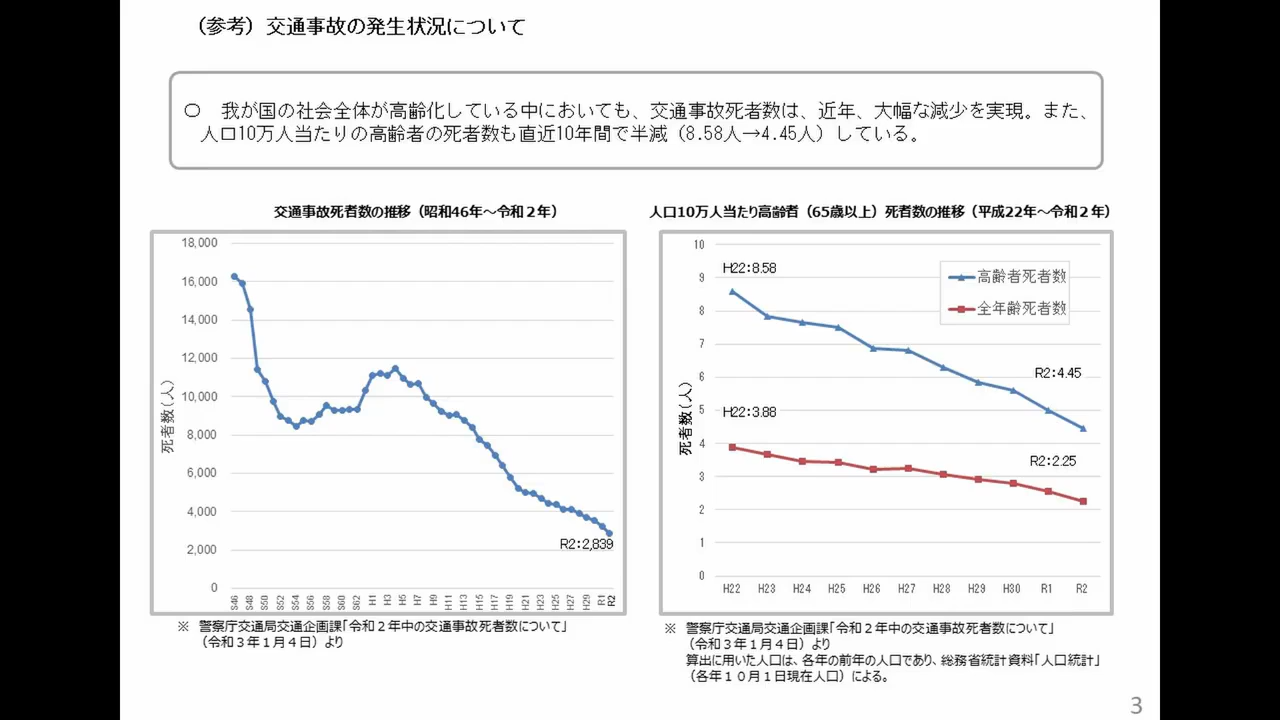 （参考）交通事故の発生状況について
○　我が国の社会全体が高齢化している中においても、交通事故死者数は、近年、大幅な減少を実現。また、
人口10万人当たりの高齢者の死者数も直近10年間で半減（8.58人→4.45人）している。
交通事故死者数の推移（昭和46年～令和２年）
18,000
16,000
14,000
12,000
10,000
8,000
6,000
4,000
2,000
0
死者数（人）
R2：2,839
S46 S48 S50 S52 S54 S56 S58 S60 S62 H1 H3 H5 H7 H9 H11 H13 H15 H17 H19 H21 H23 H25 H27 H29 R1 R2
※　警察庁交通局交通企画課「令和２年中の交通事故死者数について」
（令和３年１月４日）より
人口10万人当たり高齢者（65歳以上）死者数の推移（平成22年～令和２年）
10
9
8
7
6
5
4
3
2
1
0
死者数（人）
H22：8.58
高齢者死者数
全年齢死者数
R2：4.45
H22：3.88
R2：2.25
H22 H23 H24 H25 H26 H27 H28 H29 H30 R1 R2
※　警察庁交通局交通企画課「令和２年中の交通事故死者数について」
（令和３年１月４日）より
算出に用いた人口は、各年の前年の人口であり、総務省統計資料「人口統計」
（各年１０月１日現在人口）による。
3